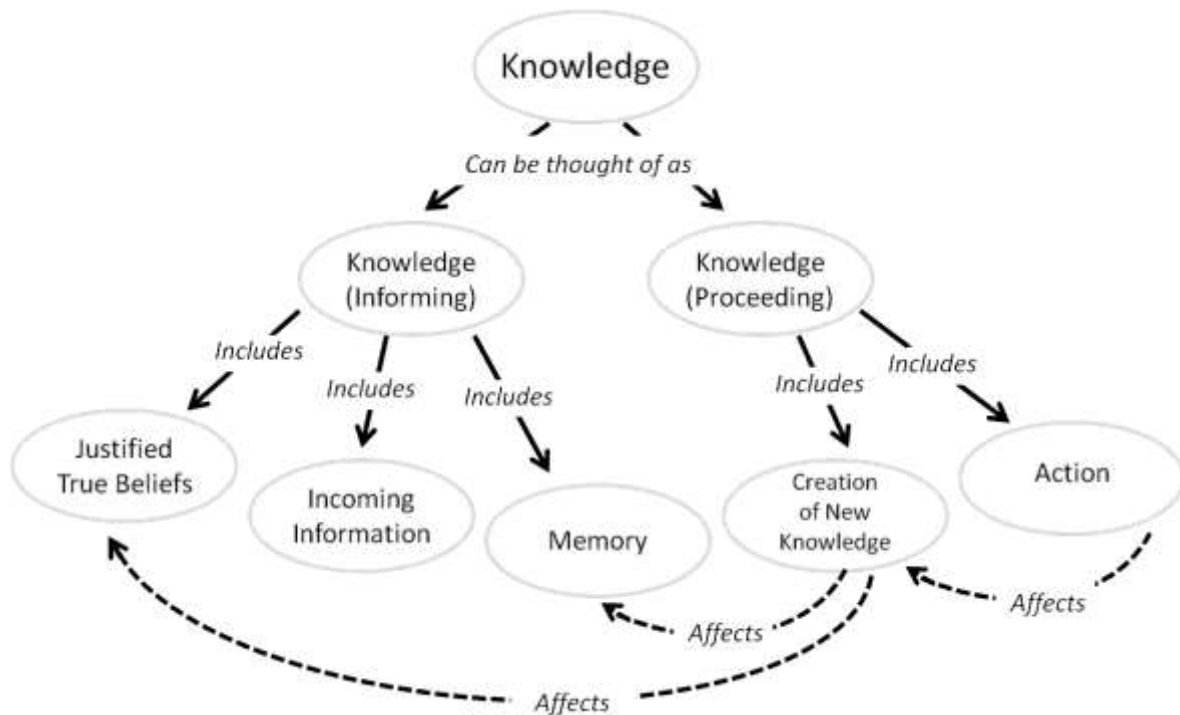 Knowledge
Can be thought of as
Knowledge
(Informing)
Knowledge
(Proceeding)
Includes
Includes
Includes
Includes
Includes
Justified
True Beliefs
Incoming
Information
Memory
Creation
of New
Knowledge
Action
Affects
Affects
Affects